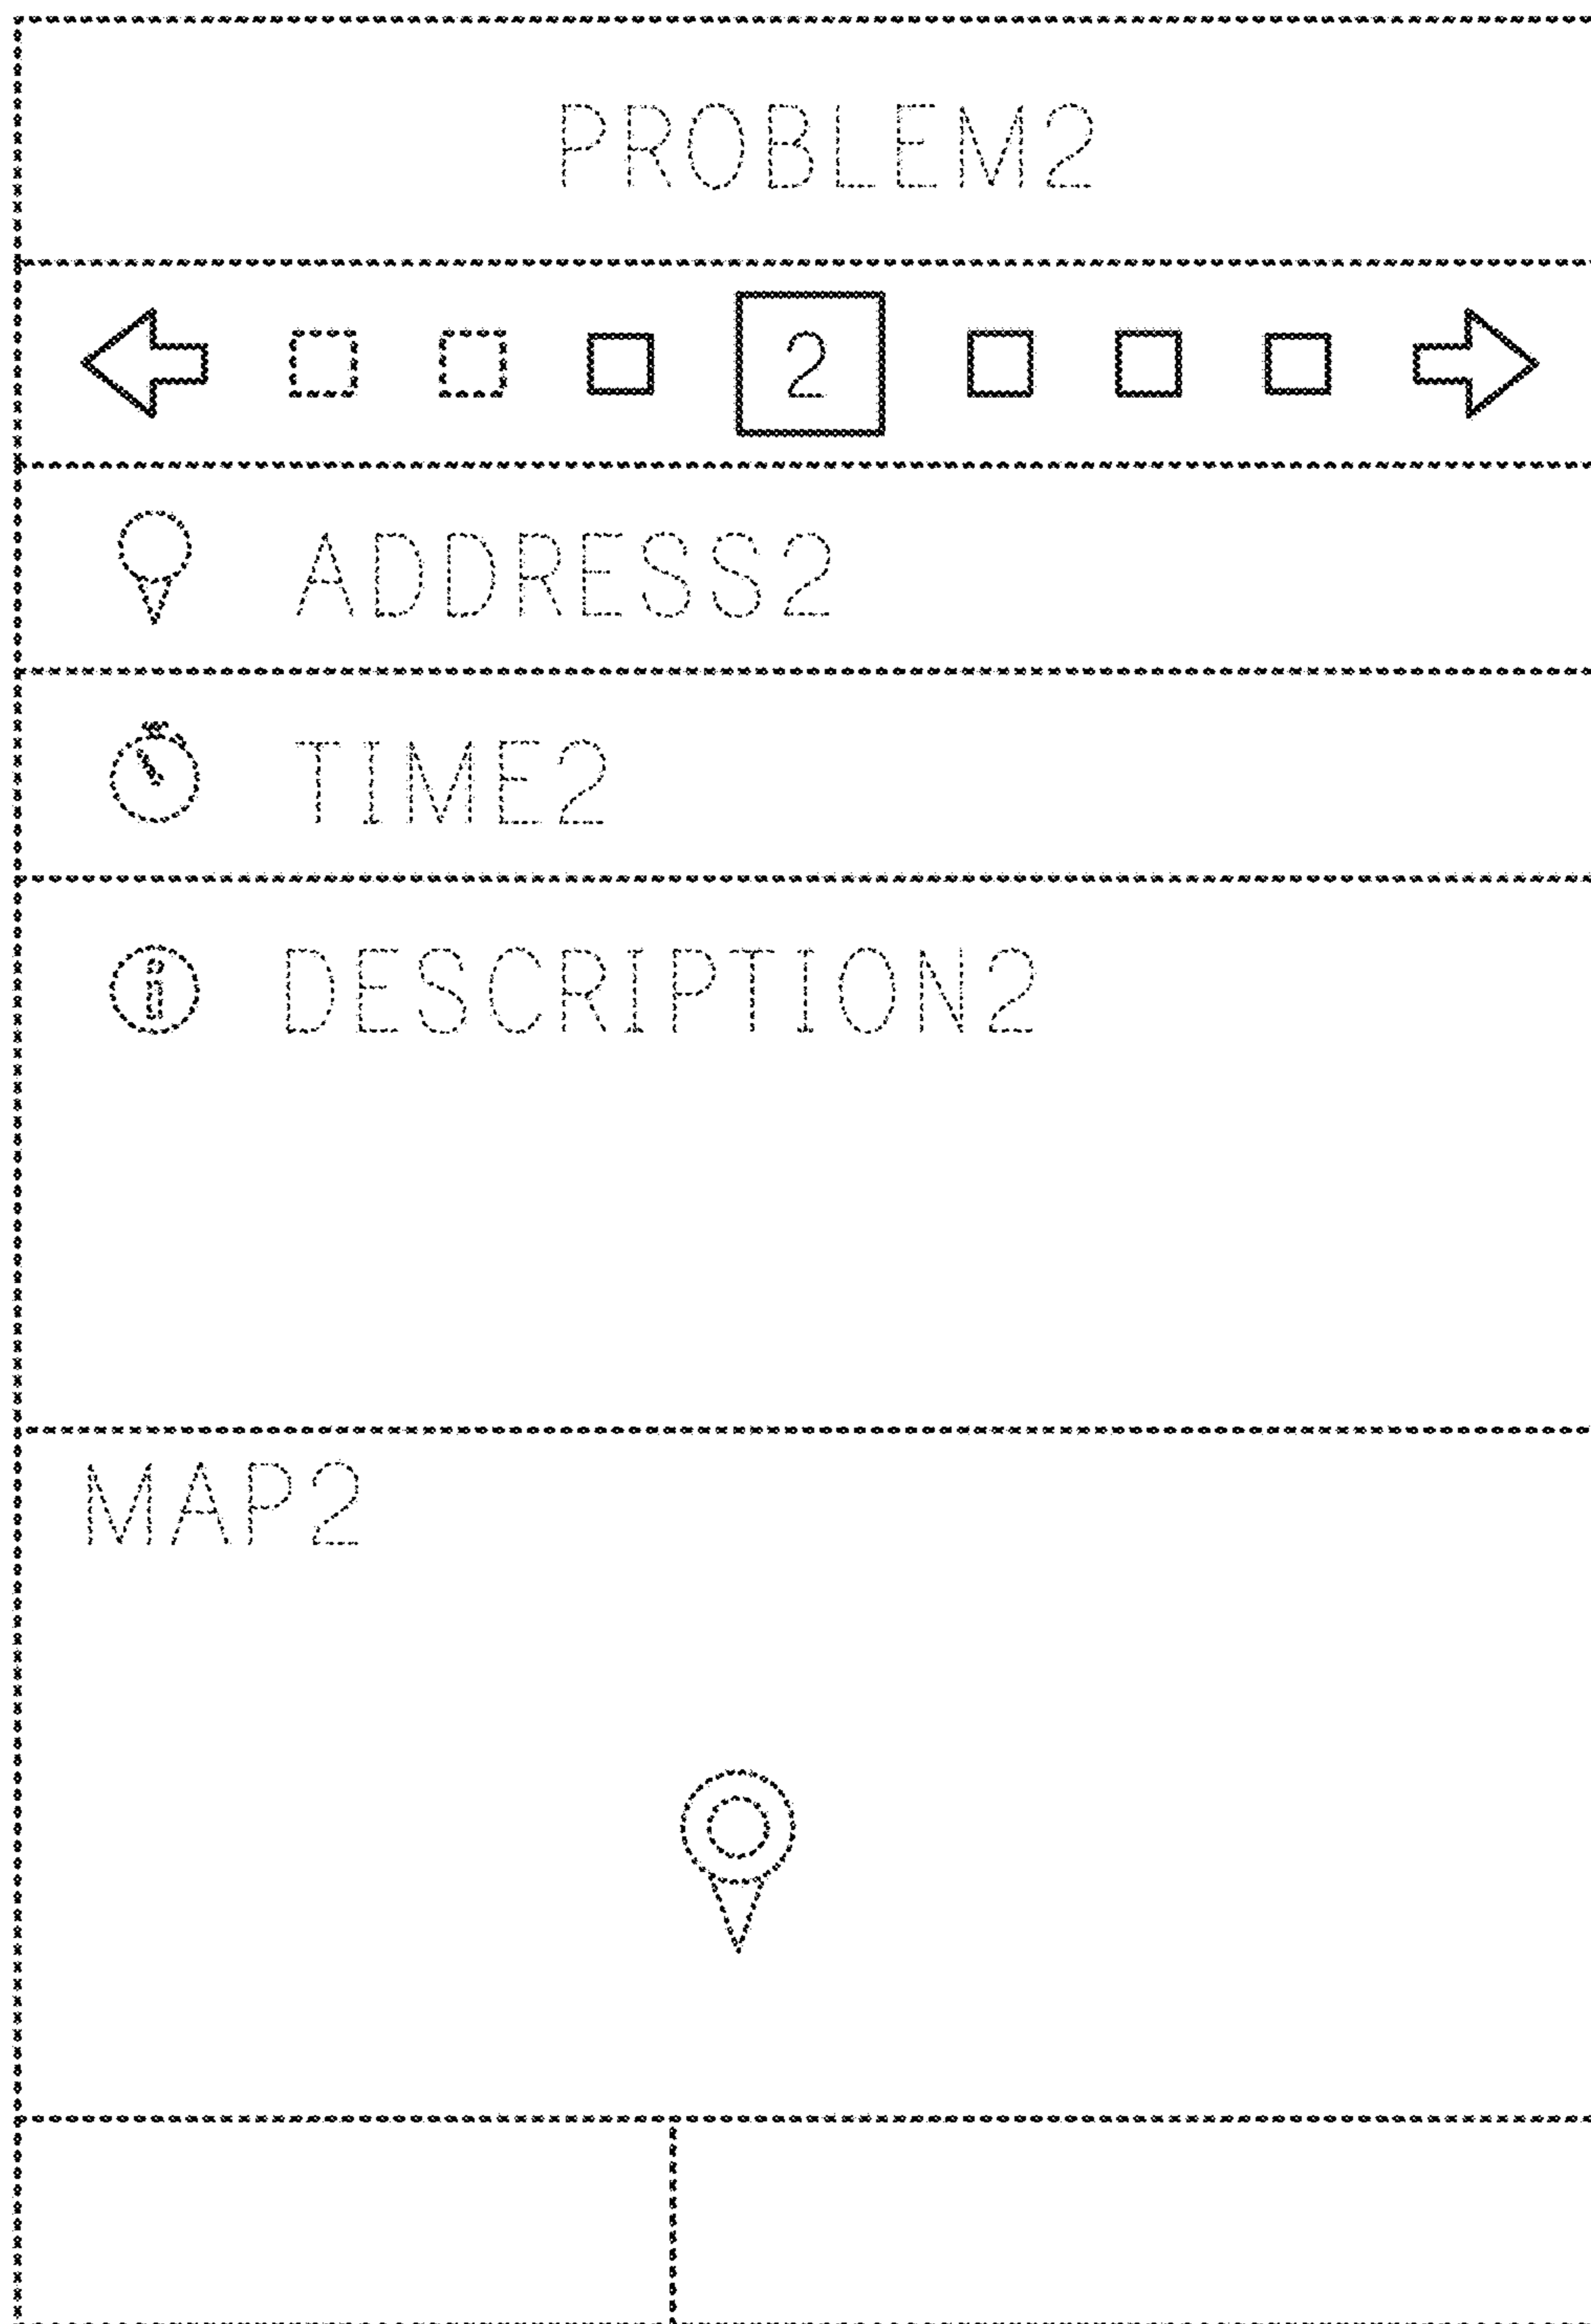 PROBLEM2
2
ADDRESS2
TIME2
i DESCRIPTION2
MAP2